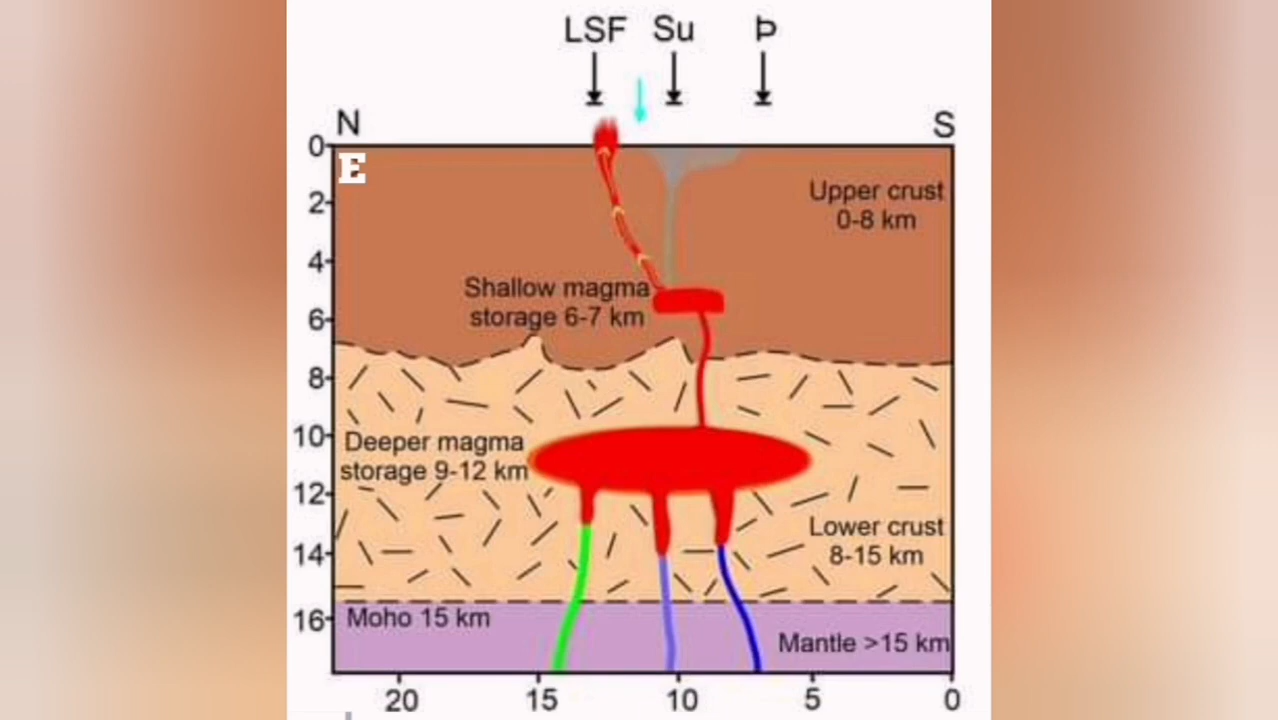 LSF Su Þ
N S
0
E
Upper crust
0-8 km
2
4
Shallow magma
storage 6-7 km
6
8
10
Deeper magma
storage 9-12 km
12
Lower crust
8-15 km
14
16
Moho 15 km
Mantle >15 km
20 15 10 5 0